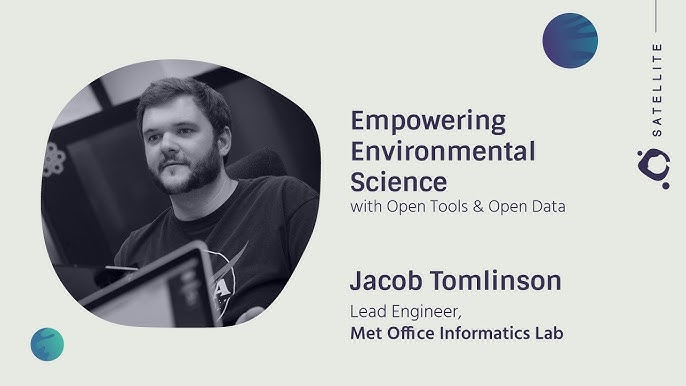 Empowering
Environmental
Science
with Open Tools & Open Data
Jacob Tomlinson
Lead Engineer,
Met Office Informatics Lab
SATELLITE